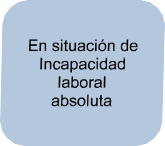 En situación de
Incapacidad
laboral
absoluta